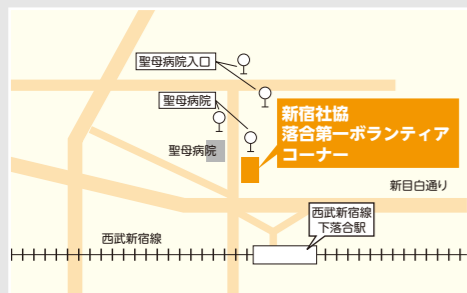 聖母病院入口
聖母病院
新宿社協
落合第一ボランティア
コーナー
聖母病院
新目白通り
西武新宿線
下落合駅
西武新宿線